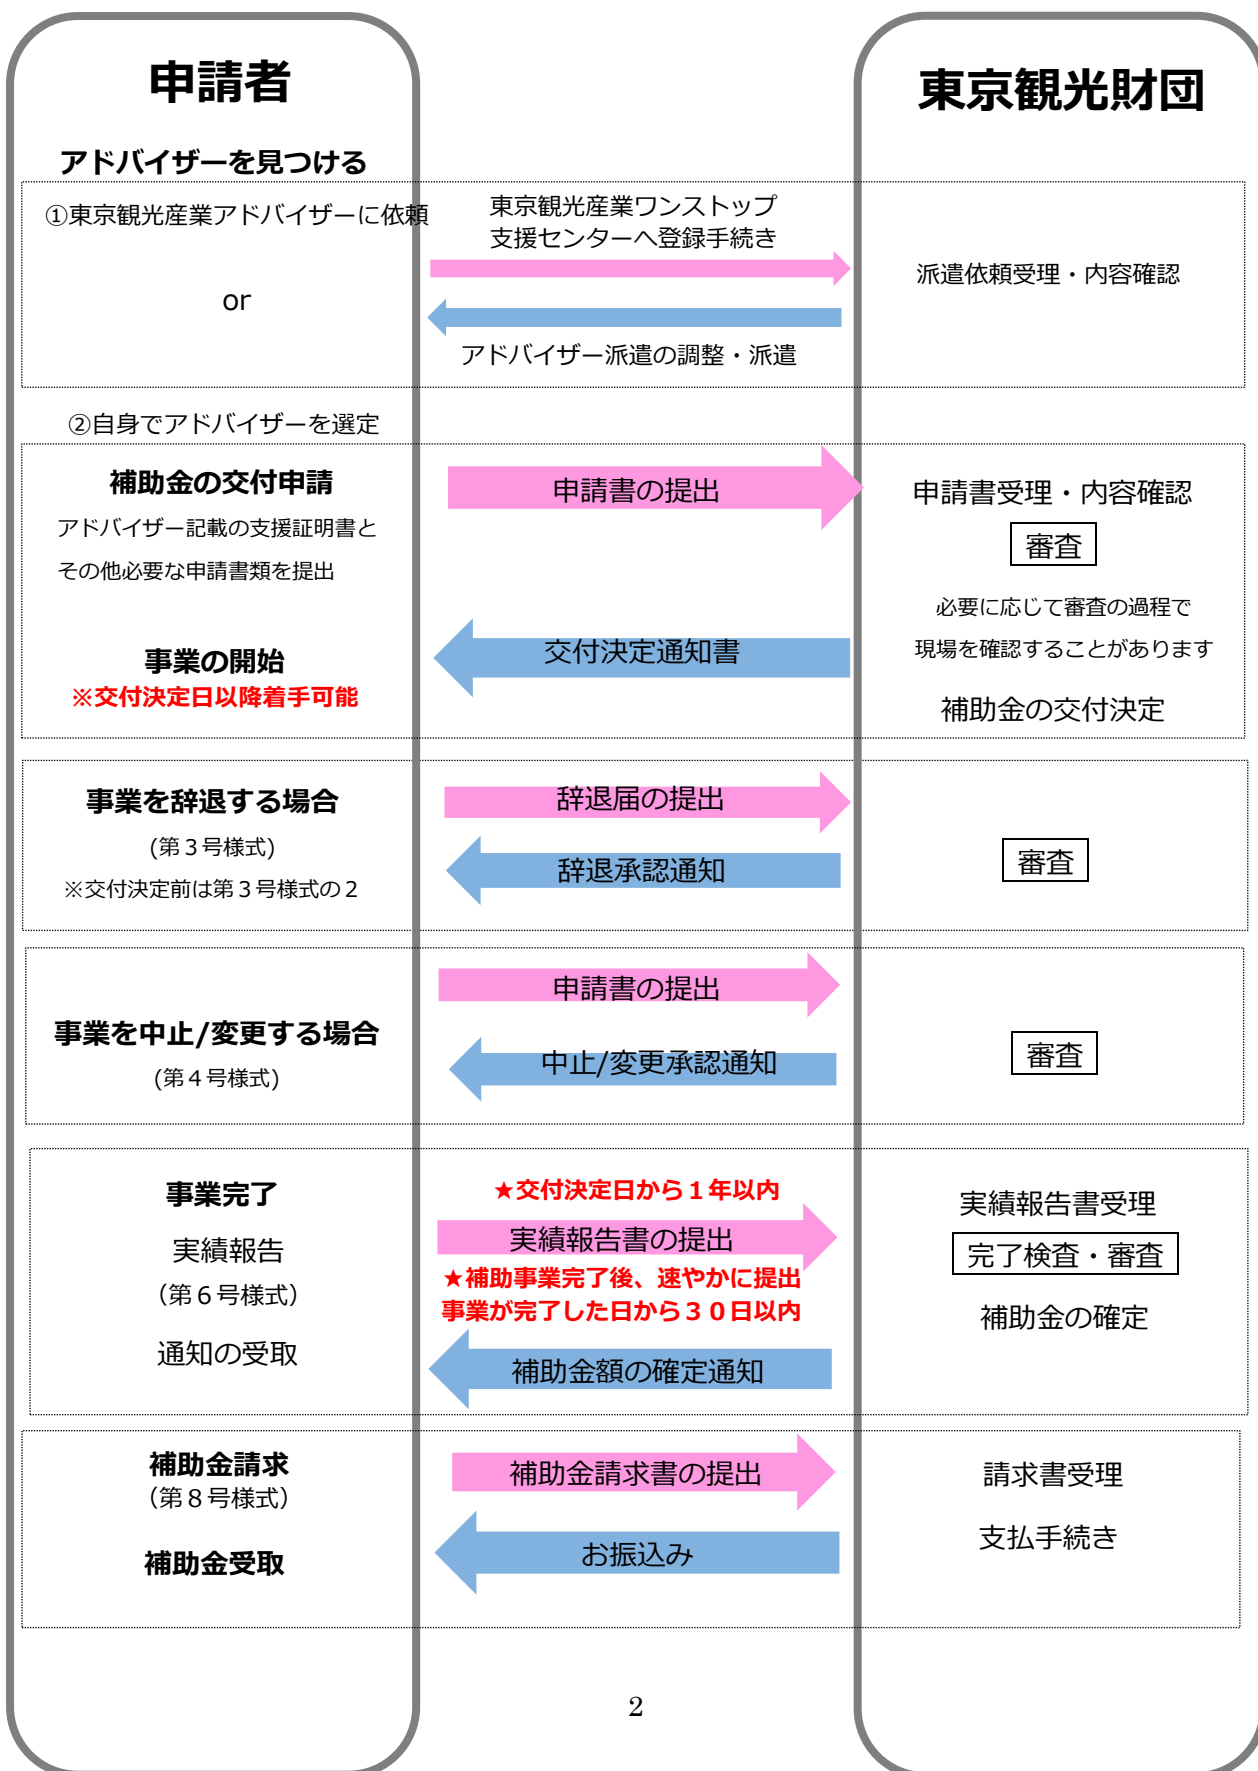 申請者
東京観光財団
アドバイザーを見つける
①東京観光産業アドバイザーに依頼
東京観光産業ワンストップ
支援センターへ登録手続き
派遣依頼受理・内容確認
or
アドバイザー派遣の調整・派遣
②自身でアドバイザーを選定
補助金の交付申請
アドバイザー記載の支援証明書と
その他必要な申請書類を提出
申請書の提出
申請書受理・内容確認
審査
必要に応じて審査の過程で
現場を確認することがあります
交付決定通知書
事業の開始
※交付決定日以降着手可能
補助金の交付決定
事業を辞退する場合
(第３号様式)
※交付決定前は第３号様式の２
辞退届の提出
辞退承認通知
審査
事業を中止/変更する場合
(第４号様式)
申請書の提出
中止/変更承認通知
審査
事業完了
実績報告
（第６号様式）
通知の受取
★交付決定日から１年以内
実績報告書の提出
★補助事業完了後、速やかに提出
事業が完了した日から３０日以内
補助金額の確定通知
実績報告書受理
完了検査・審査
補助金の確定
補助金請求
（第８号様式）
補助金受取
補助金請求書の提出
お振込み
請求書受理
支払手続き
2